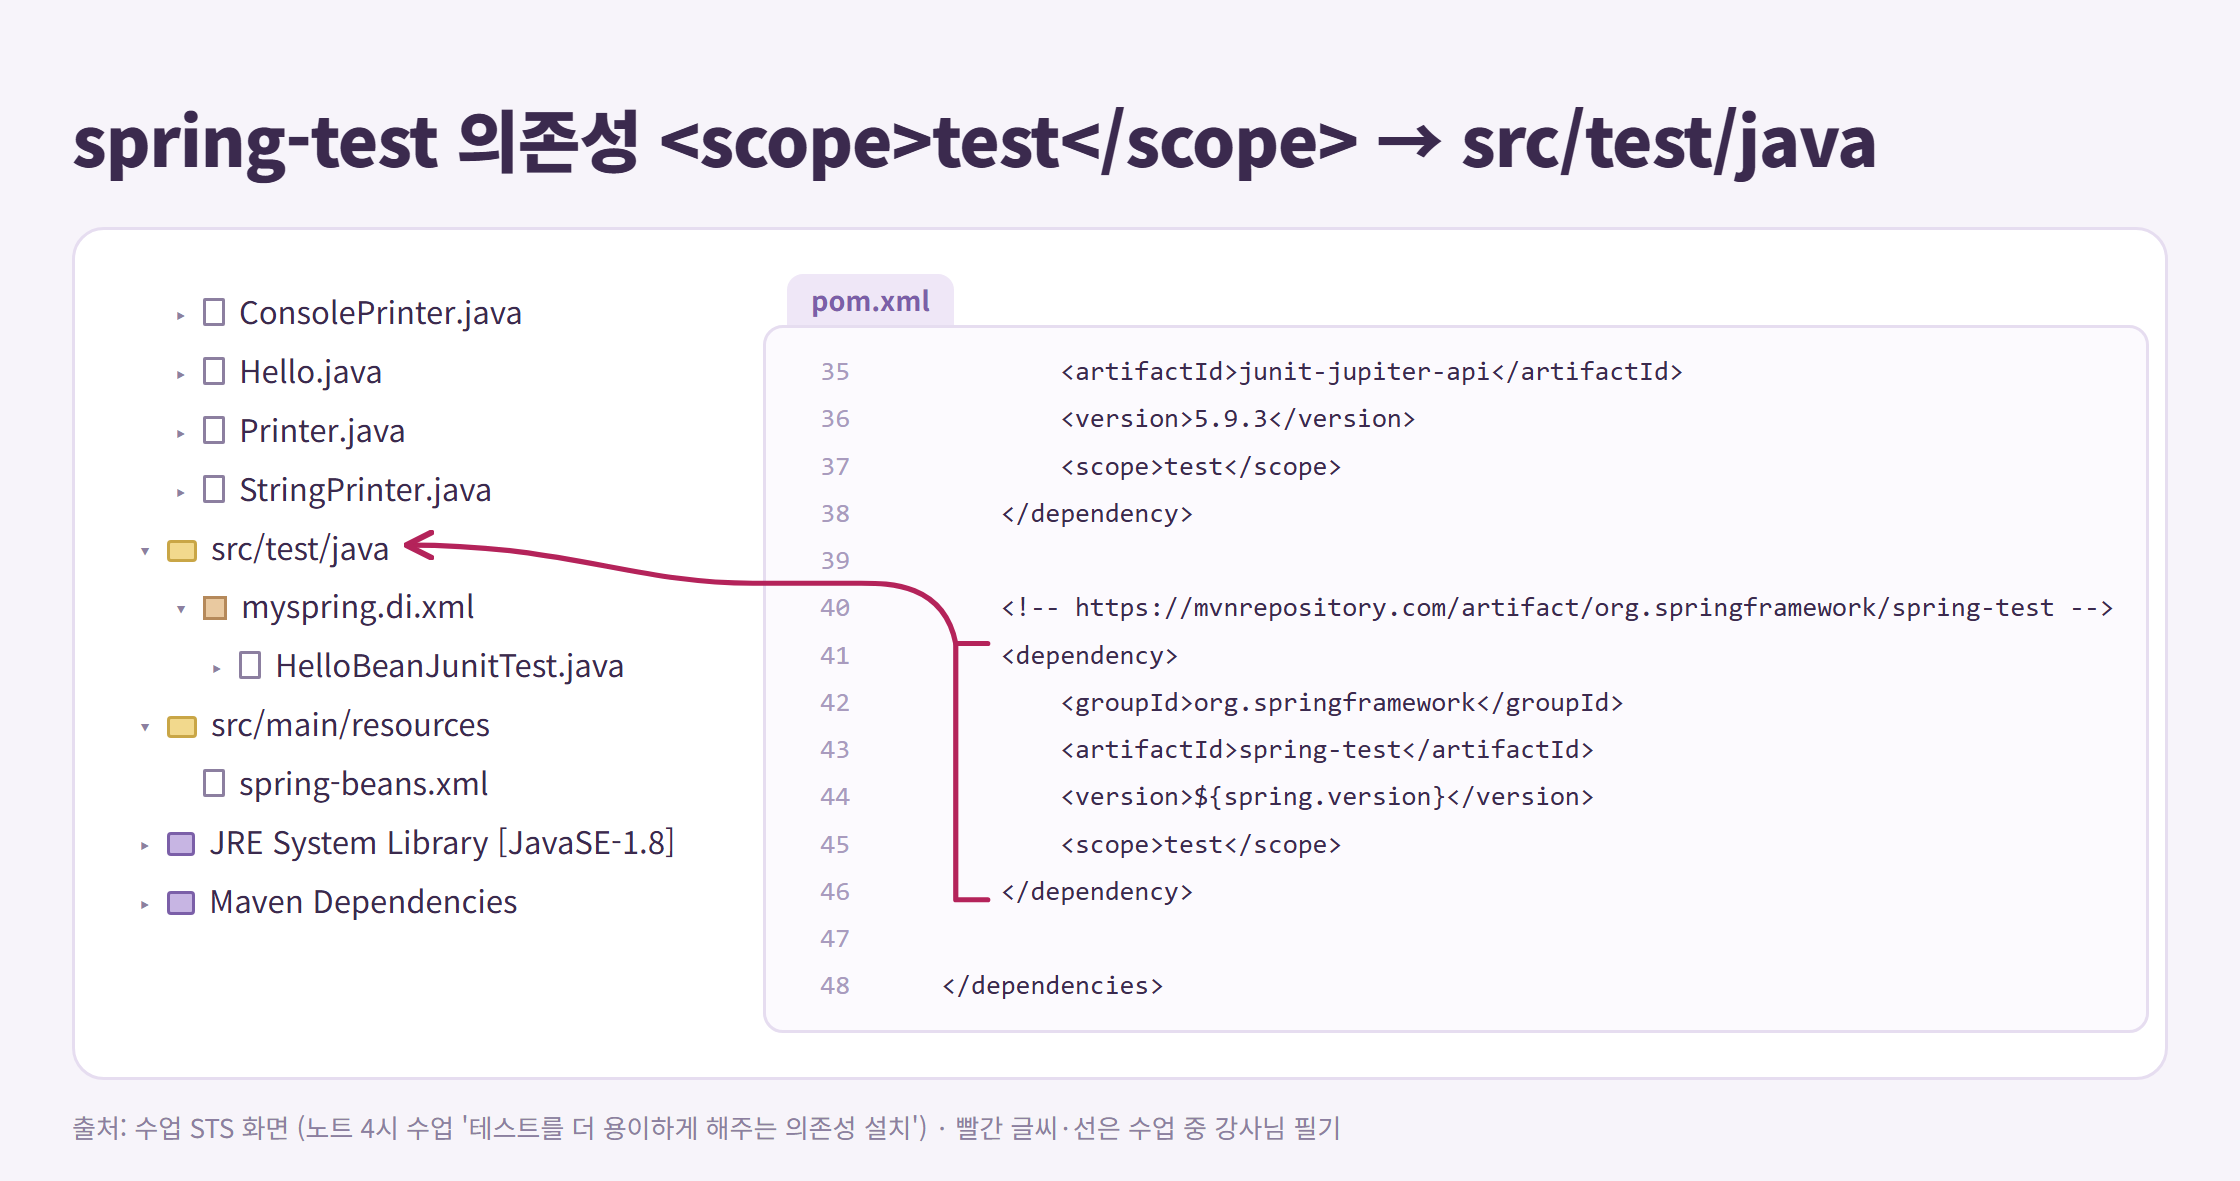 spring-test 의존성 <scope>test</scope> → src/test/java
ConsolePrinter.java
Hello.java
Printer.java
StringPrinter.java
src/test/java
myspring.di.xml
HelloBeanJunitTest.java
src/main/resources
spring-beans.xml
JRE System Library [JavaSE-1.8]
Maven Dependencies
pom.xml
35 <artifactId>junit-jupiter-api</artifactId>
36 <version>5.9.3</version>
37 <scope>test</scope>
38 </dependency>
39
40 <!-- https://mvnrepository.com/artifact/org.springframework/spring-test -->
41 <dependency>
42 <groupId>org.springframework</groupId>
43 <artifactId>spring-test</artifactId>
44 <version>${spring.version}</version>
45 <scope>test</scope>
46 </dependency>
47
48 </dependencies>
출처: 수업 STS 화면 (노트 4시 수업 '테스트를 더 용이하게 해주는 의존성 설치') · 빨간 글씨·선은 수업 중 강사님 필기